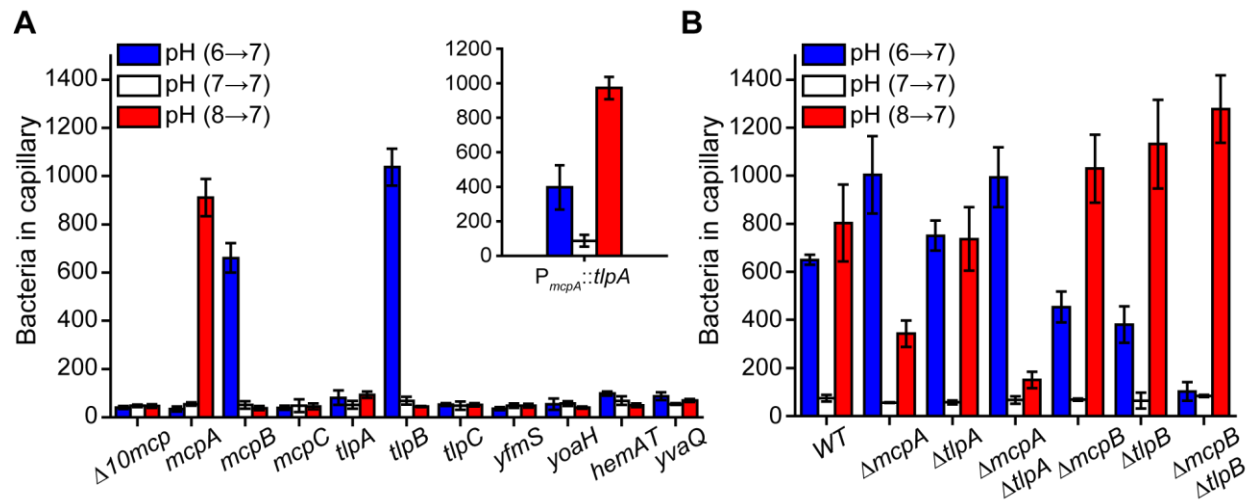 A
pH (6→7)
pH (7→7)
pH (8→7)
Bacteria in capillary
1400
1200
1000
800
600
400
200
0
Δ10mcp
mcpA
mcpB
mcpC
tlpA
tlpB
tlpC
yfmS
yoaH
hemAT
yvaQ
1200
1000
800
600
400
200
0
PmcpA::tlpA
B
pH (6→7)
pH (7→7)
pH (8→7)
Bacteria in capillary
1400
1200
1000
800
600
400
200
0
WT
ΔmcpA
ΔtlpA
ΔmcpA
ΔtlpA
ΔmcpB
ΔtlpB
ΔmcpB
ΔtlpB